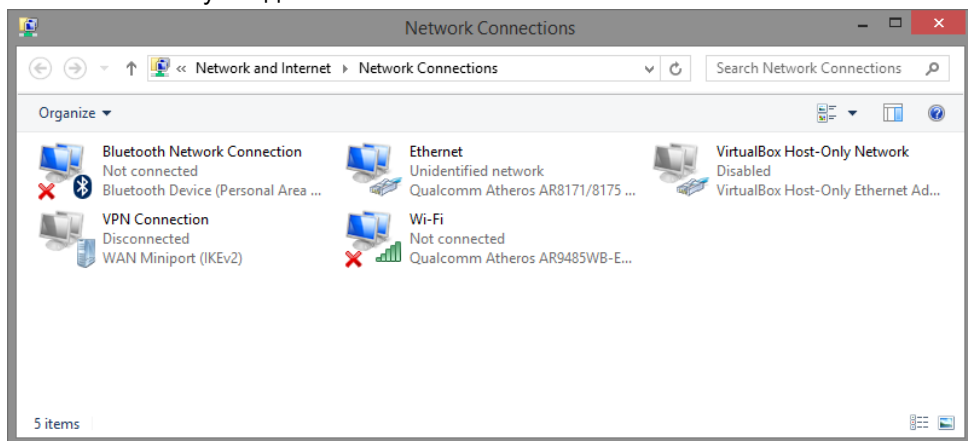 Network Connections
« Network and Internet Network Connections
Search Network Connections
Organize
Bluetooth Network Connection
Not connected
Bluetooth Device (Personal Area ...
Ethernet
Unidentified network
Qualcomm Atheros AR8171/8175 ...
VirtualBox Host-Only Network
Disabled
VirtualBox Host-Only Ethernet Ad...
VPN Connection
Disconnected
WAN Miniport (IKEv2)
Wi-Fi
Not connected
Qualcomm Atheros AR9485WB-E...
5 items